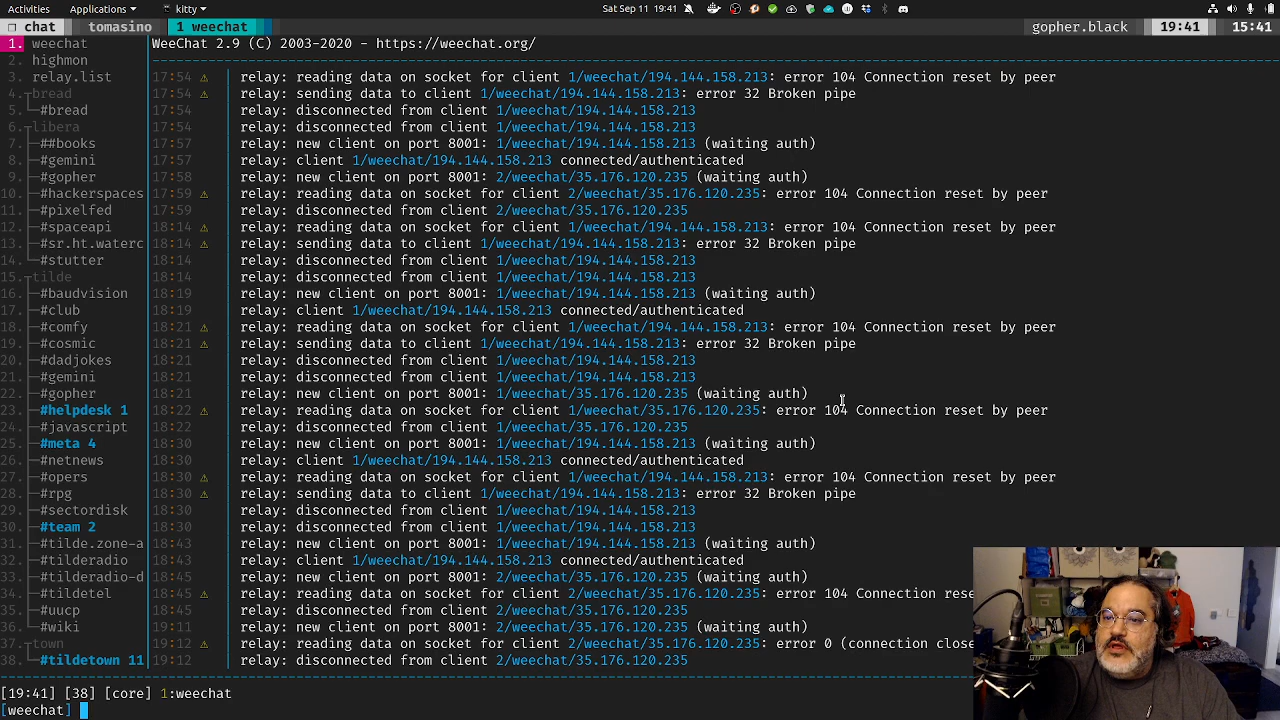 Activities Applications kitty Sat Sep 11 19:41
chat tomasino 1 weechat gopher.black 19:41 15:41
1. weechat
2. highmon
3. relay.list
4. bread
5. #bread
6. libera
7. ##books
8. #gemini
9. #gopher
10. #hackerspaces
11. #pixelfed
12. #spaceapi
13. #sr.ht.waterc
14. #stutter
15. tilde
16. #baudvision
17. #club
18. #comfy
19. #cosmic
20. #dadjokes
21. #gemini
22. #gopher
23. #helpdesk 1
24. #javascript
25. #meta 4
26. #netnews
27. #opers
28. #rpg
29. #sectordisk
30. #team 2
31. #tilde.zone-a
32. #tilderadio
33. #tilderadio-d
34. #tildetel
35. #uucp
36. #wiki
37. town
38. #tildetown 11
WeeChat 2.9 (C) 2003-2020 - https://weechat.org/
17:54 ⚠ relay: reading data on socket for client 1/weechat/194.144.158.213: error 104 Connection reset by peer
17:54 ⚠ relay: sending data to client 1/weechat/194.144.158.213: error 32 Broken pipe
17:54 relay: disconnected from client 1/weechat/194.144.158.213
17:54 relay: disconnected from client 1/weechat/194.144.158.213
17:57 relay: new client on port 8001: 1/weechat/194.144.158.213 (waiting auth)
17:57 relay: client 1/weechat/194.144.158.213 connected/authenticated
17:58 relay: new client on port 8001: 2/weechat/35.176.120.235 (waiting auth)
17:59 ⚠ relay: reading data on socket for client 2/weechat/35.176.120.235: error 104 Connection reset by peer
17:59 relay: disconnected from client 2/weechat/35.176.120.235
18:14 ⚠ relay: reading data on socket for client 1/weechat/194.144.158.213: error 104 Connection reset by peer
18:14 ⚠ relay: sending data to client 1/weechat/194.144.158.213: error 32 Broken pipe
18:14 relay: disconnected from client 1/weechat/194.144.158.213
18:14 relay: disconnected from client 1/weechat/194.144.158.213
18:19 relay: new client on port 8001: 1/weechat/194.144.158.213 (waiting auth)
18:19 relay: client 1/weechat/194.144.158.213 connected/authenticated
18:21 ⚠ relay: reading data on socket for client 1/weechat/194.144.158.213: error 104 Connection reset by peer
18:21 ⚠ relay: sending data to client 1/weechat/194.144.158.213: error 32 Broken pipe
18:21 relay: disconnected from client 1/weechat/194.144.158.213
18:21 relay: disconnected from client 1/weechat/194.144.158.213
18:21 relay: new client on port 8001: 1/weechat/35.176.120.235 (waiting auth)
18:22 ⚠ relay: reading data on socket for client 1/weechat/35.176.120.235: error 104 Connection reset by peer
18:22 relay: disconnected from client 1/weechat/35.176.120.235
18:30 relay: new client on port 8001: 1/weechat/194.144.158.213 (waiting auth)
18:30 relay: client 1/weechat/194.144.158.213 connected/authenticated
18:30 ⚠ relay: reading data on socket for client 1/weechat/194.144.158.213: error 104 Connection reset by peer
18:30 ⚠ relay: sending data to client 1/weechat/194.144.158.213: error 32 Broken pipe
18:30 relay: disconnected from client 1/weechat/194.144.158.213
18:30 relay: disconnected from client 1/weechat/194.144.158.213
18:43 relay: new client on port 8001: 1/weechat/194.144.158.213 (waiting auth)
18:43 relay: client 1/weechat/194.144.158.213 connected/authenticated
18:45 relay: new client on port 8001: 2/weechat/35.176.120.235 (waiting auth)
18:45 ⚠ relay: reading data on socket for client 2/weechat/35.176.120.235: error 104 Connection rese
18:45 relay: disconnected from client 2/weechat/35.176.120.235
19:11 relay: new client on port 8001: 2/weechat/35.176.120.235 (waiting auth)
19:12 ⚠ relay: reading data on socket for client 2/weechat/35.176.120.235: error 0 (connection close
19:12 relay: disconnected from client 2/weechat/35.176.120.235
[19:41] [38] [core] 1:weechat
[weechat]